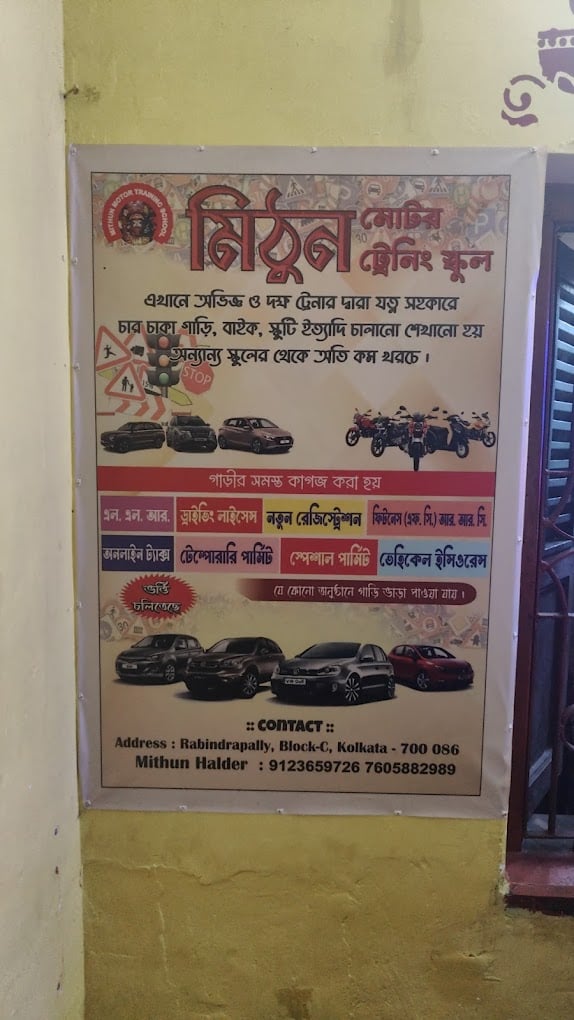 MITHUN MOTOR TRAINING SCHOOL
মিঠুন মোটর
ট্রেনিং স্কুল
এখানে অভিজ্ঞ ও দক্ষ ট্রেনার দ্বারা যত্ন সহকারে
চার চাকা গাড়ি, বাইক, স্কুটি ইত্যাদি চালানো শেখানো হয়
অন্যান্য স্কুলের থেকে অতি কম খরচে ।
STOP
গাড়ীর সমস্ত কাগজ করা হয়
এল. এল. আর. ড্রাইভিং লাইসেন্স নতুন রেজিস্ট্রেশন ফিটনেস (এফ. সি.) আর. আর. সি.
অনলাইন ট্যাক্স টেম্পোরারি পার্মিট স্পেশাল পার্মিট ভেহিকেল ইন্সিওরেন্স
ভর্তি
চলিতেছে
যে কোনো অনুষ্ঠানে গাড়ি ভাড়া পাওয়া যায় ।
:: CONTACT ::
Address : Rabindrapally, Block-C, Kolkata - 700 086
Mithun Halder : 9123659726 7605882989